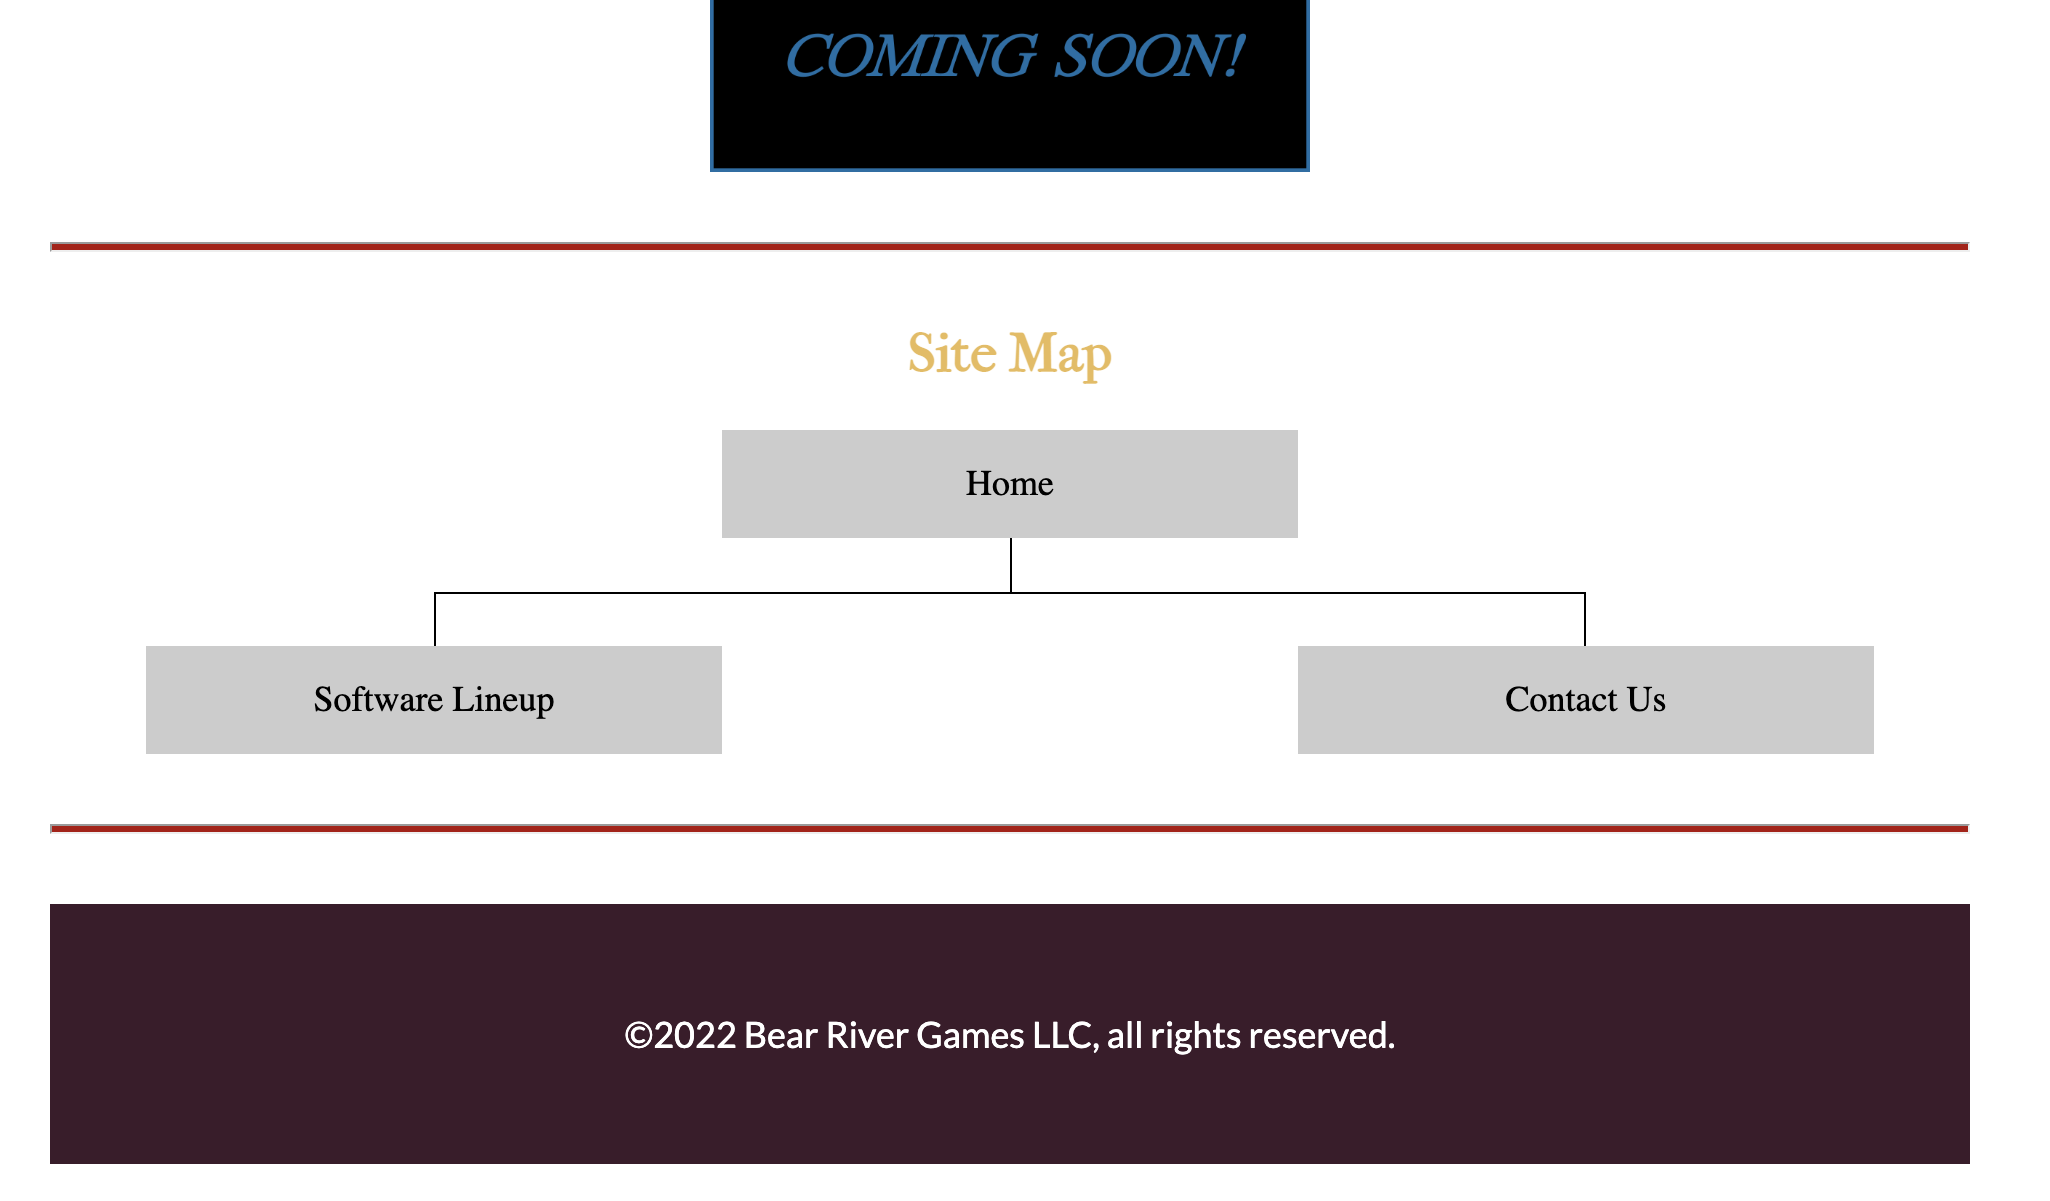 COMING SOON!
Site Map
Home
Software Lineup
Contact Us
©2022 Bear River Games LLC, all rights reserved.